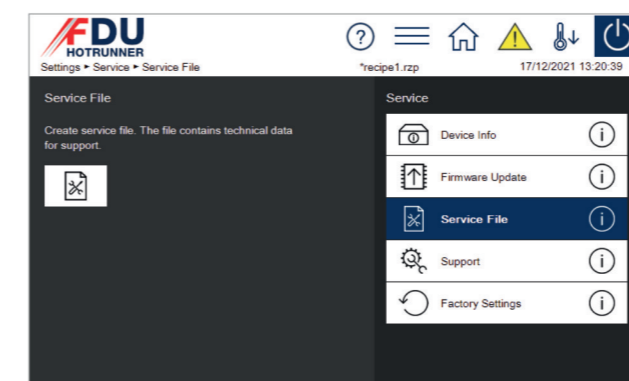 FDU
HOTRUNNER
Settings ▸ Service ▸ Service File
*recipe1.rzp
17/12/2021 13:20:39
Service File
Create service file. The file contains technical data
for support.
Service
Device Info
Firmware Update
Service File
Support
Factory Settings